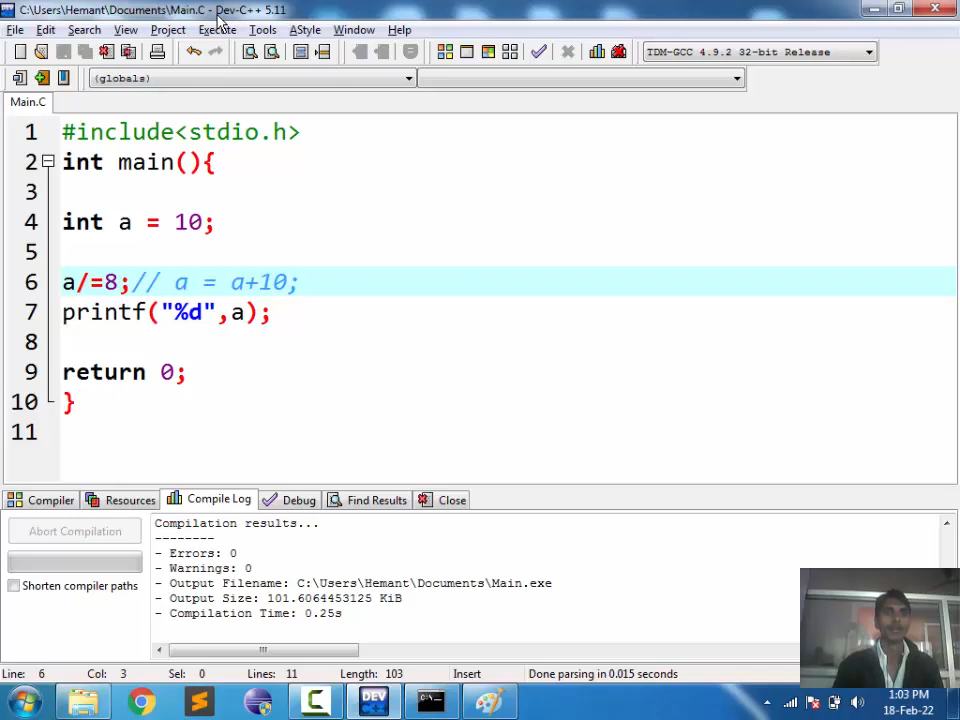 C:\Users\Hemant\Documents\Main.C - Dev-C++ 5.11
File Edit Search View Project Execute Tools AStyle Window Help
TDM-GCC 4.9.2 32-bit Release
(globals)
Main.C
1 #include<stdio.h>
2 int main(){
3
4 int a = 10;
5
6 a/=8;// a = a+10;
7 printf("%d",a);
8
9 return 0;
10 }
11
Compiler Resources Compile Log Debug Find Results Close
Abort Compilation
Shorten compiler paths
Compilation results...
--------
- Errors: 0
- Warnings: 0
- Output Filename: C:\Users\Hemant\Documents\Main.exe
- Output Size: 101.6064453125 KiB
- Compilation Time: 0.25s
Line: 6 Col: 3 Sel: 0 Lines: 11 Length: 103 Insert Done parsing in 0.015 seconds
DEV C++
1:03 PM
18-Feb-22